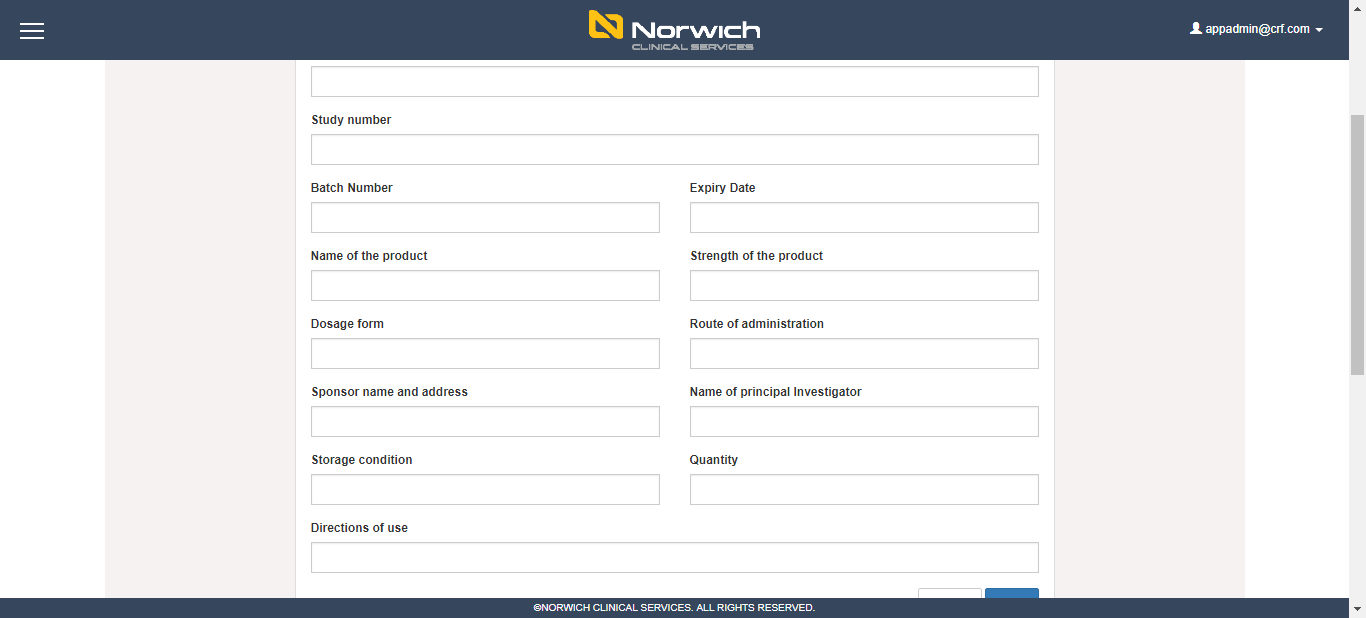 Norwich
CLINICAL SERVICES
appadmin@crf.com
Study number
Batch Number
Expiry Date
Name of the product
Strength of the product
Dosage form
Route of administration
Sponsor name and address
Name of principal Investigator
Storage condition
Quantity
Directions of use
©NORWICH CLINICAL SERVICES. ALL RIGHTS RESERVED.